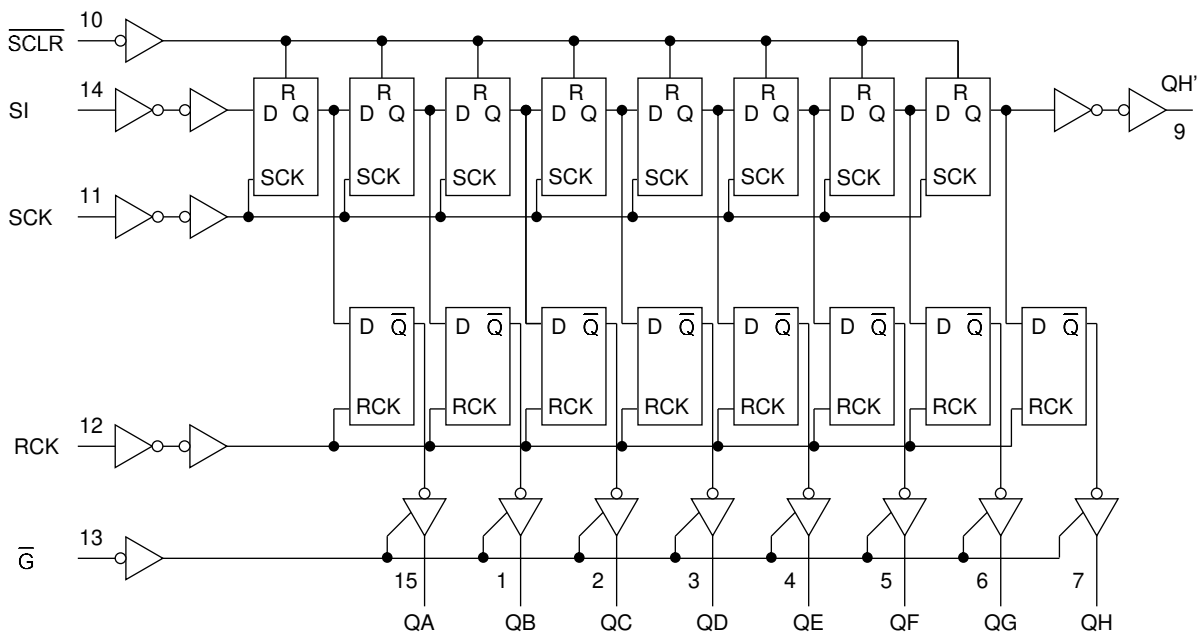 10
S̅C̅L̅R̅
R R R R R R R R
14
SI
D Q D Q D Q D Q D Q D Q D Q D Q
QH'
9
SCK SCK SCK SCK SCK SCK SCK SCK
11
SCK
D Q̅ D Q̅ D Q̅ D Q̅ D Q̅ D Q̅ D Q̅ D Q̅
RCK RCK RCK RCK RCK RCK RCK RCK
12
RCK
13
G̅
15 1 2 3 4 5 6 7
QA QB QC QD QE QF QG QH